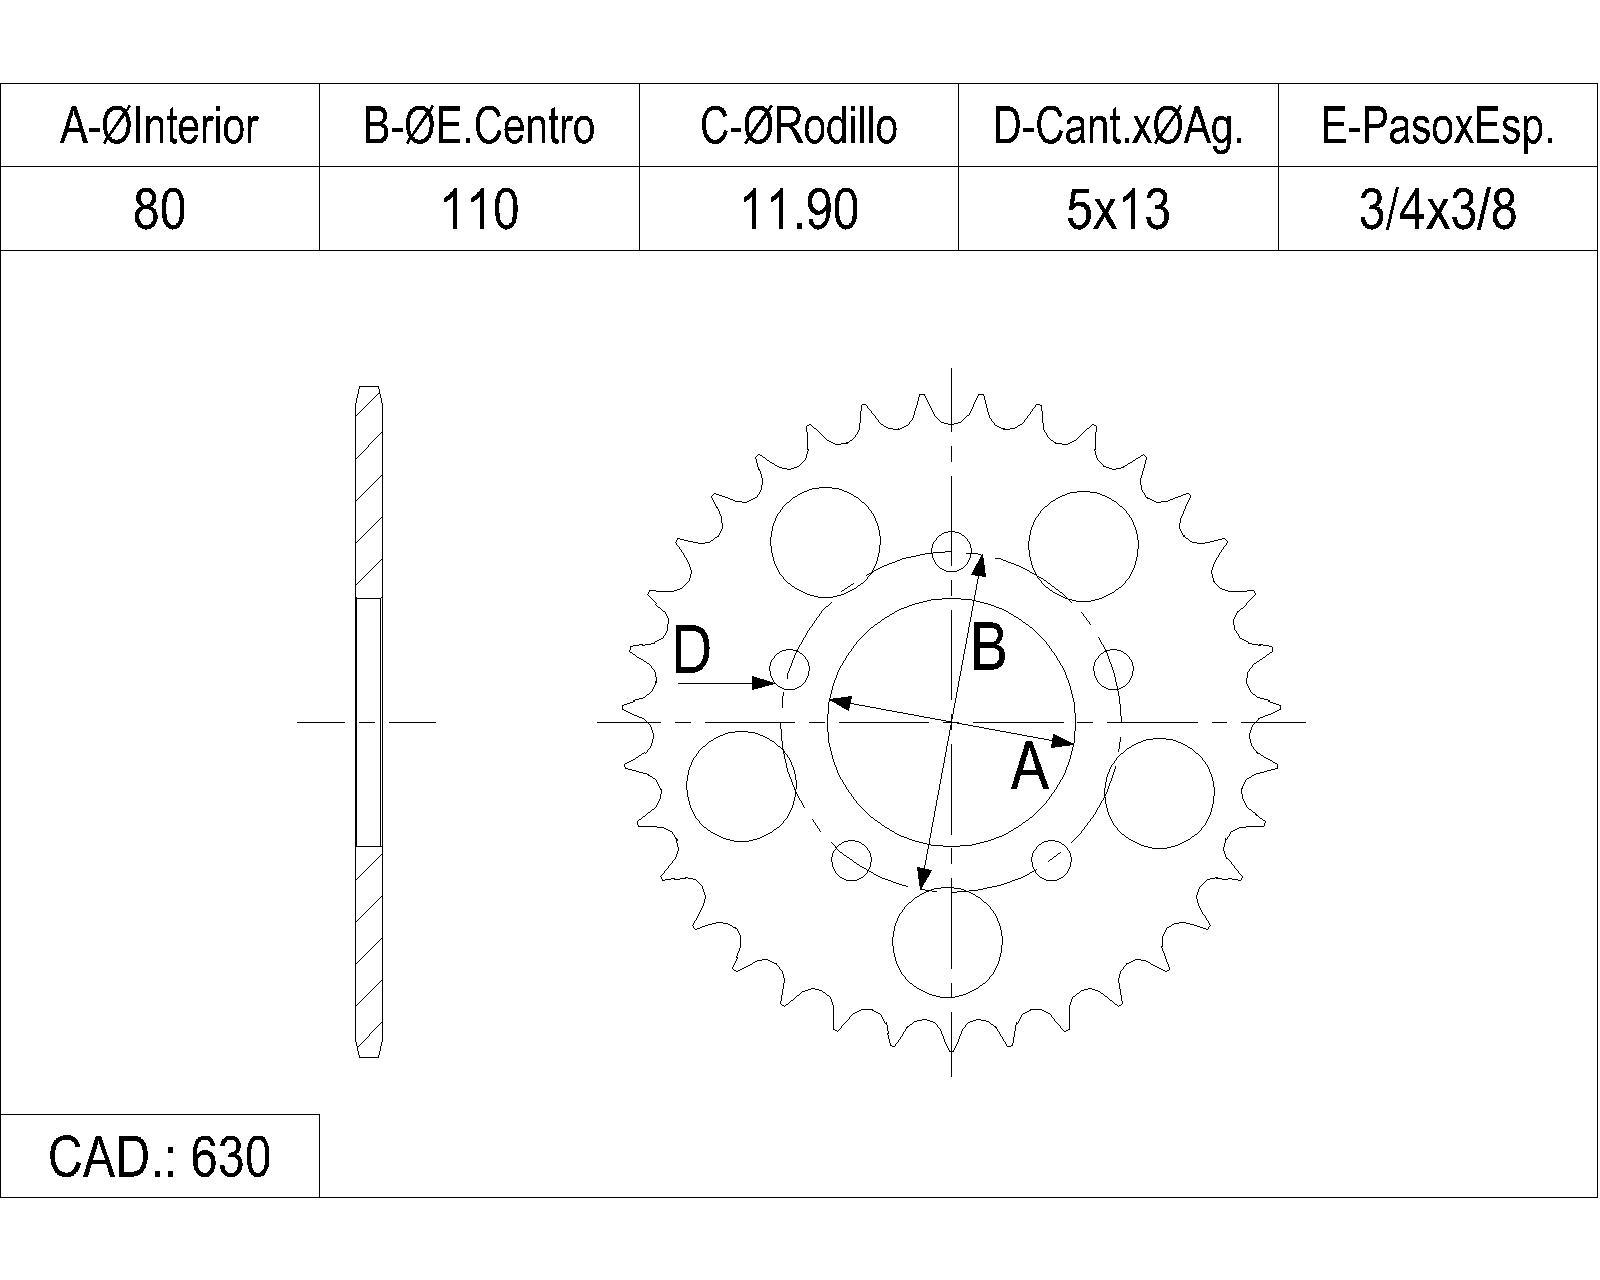 A-ØInterior B-ØE.Centro C-ØRodillo D-Cant.xØAg. E-PasoxEsp.
80 110 11.90 5x13 3/4x3/8
D
B
A
CAD.: 630